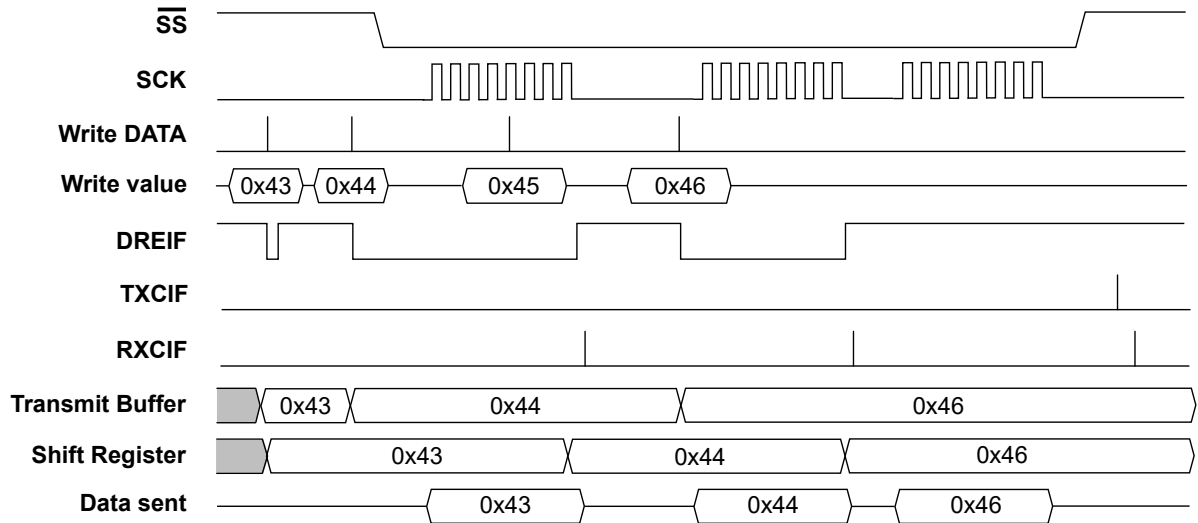 SS
SCK
Write DATA
Write value 0x43 0x44 0x45 0x46
DREIF
TXCIF
RXCIF
Transmit Buffer 0x43 0x44 0x46
Shift Register 0x43 0x44 0x46
Data sent 0x43 0x44 0x46